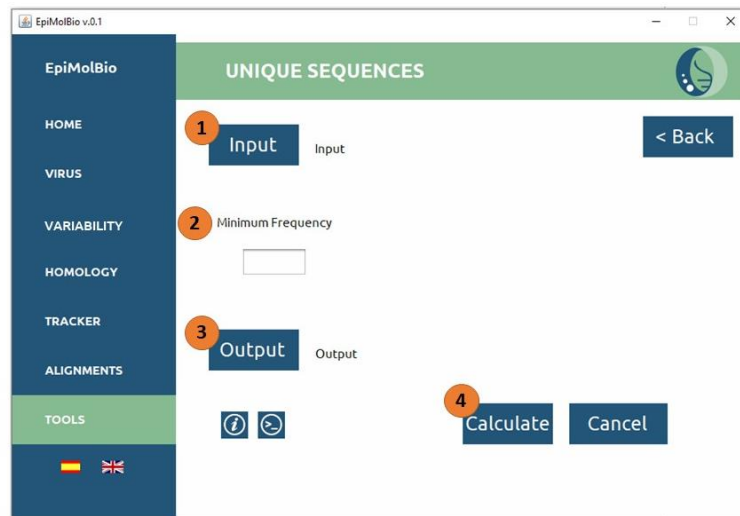 EpiMolBio v.0.1
EpiMolBio
UNIQUE SEQUENCES
HOME
VIRUS
VARIABILITY
HOMOLOGY
TRACKER
ALIGNMENTS
TOOLS
1
Input
Input
< Back
2
Minimum Frequency
3
Output
Output
4
Calculate
Cancel